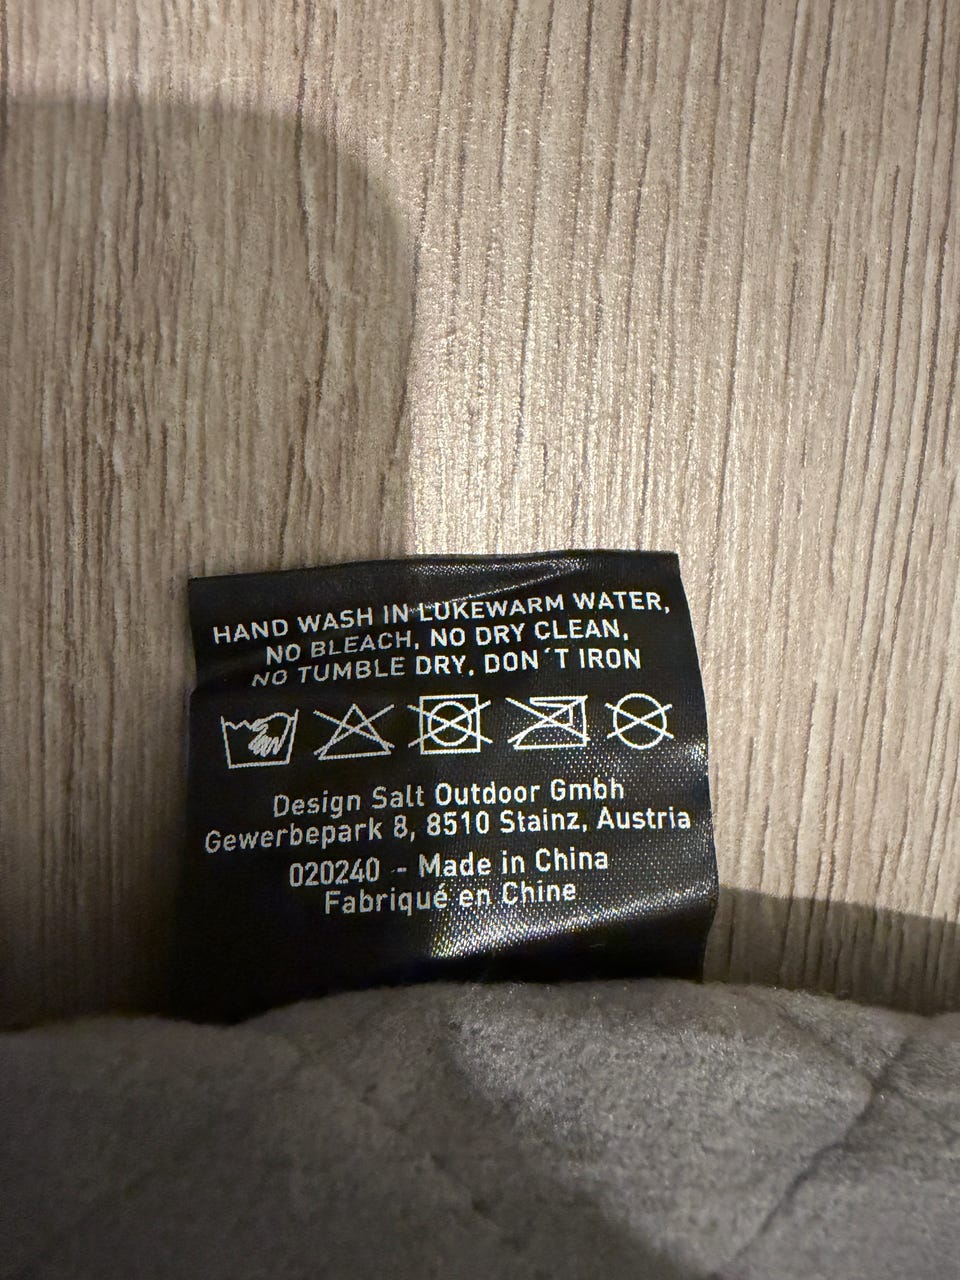 HAND WASH IN LUKEWARM WATER,
NO BLEACH, NO DRY CLEAN,
NO TUMBLE DRY, DON´T IRON
Design Salt Outdoor Gmbh
Gewerbepark 8, 8510 Stainz, Austria
020240 - Made in China
Fabriqué en Chine